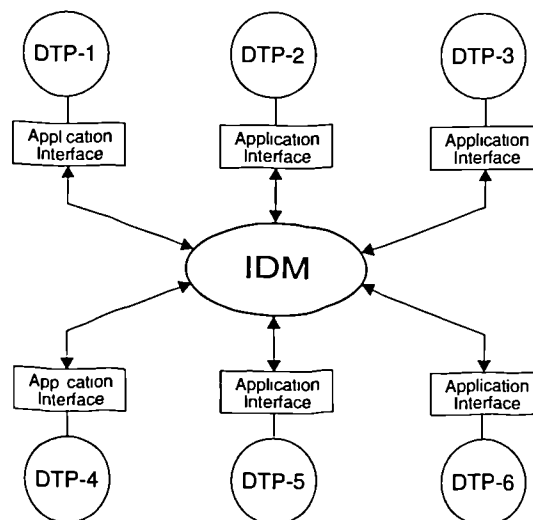 DTP-1
DTP-2
DTP-3
Application
Interface
Application
Interface
Application
Interface
IDM
Application
Interface
Application
Interface
Application
Interface
DTP-4
DTP-5
DTP-6